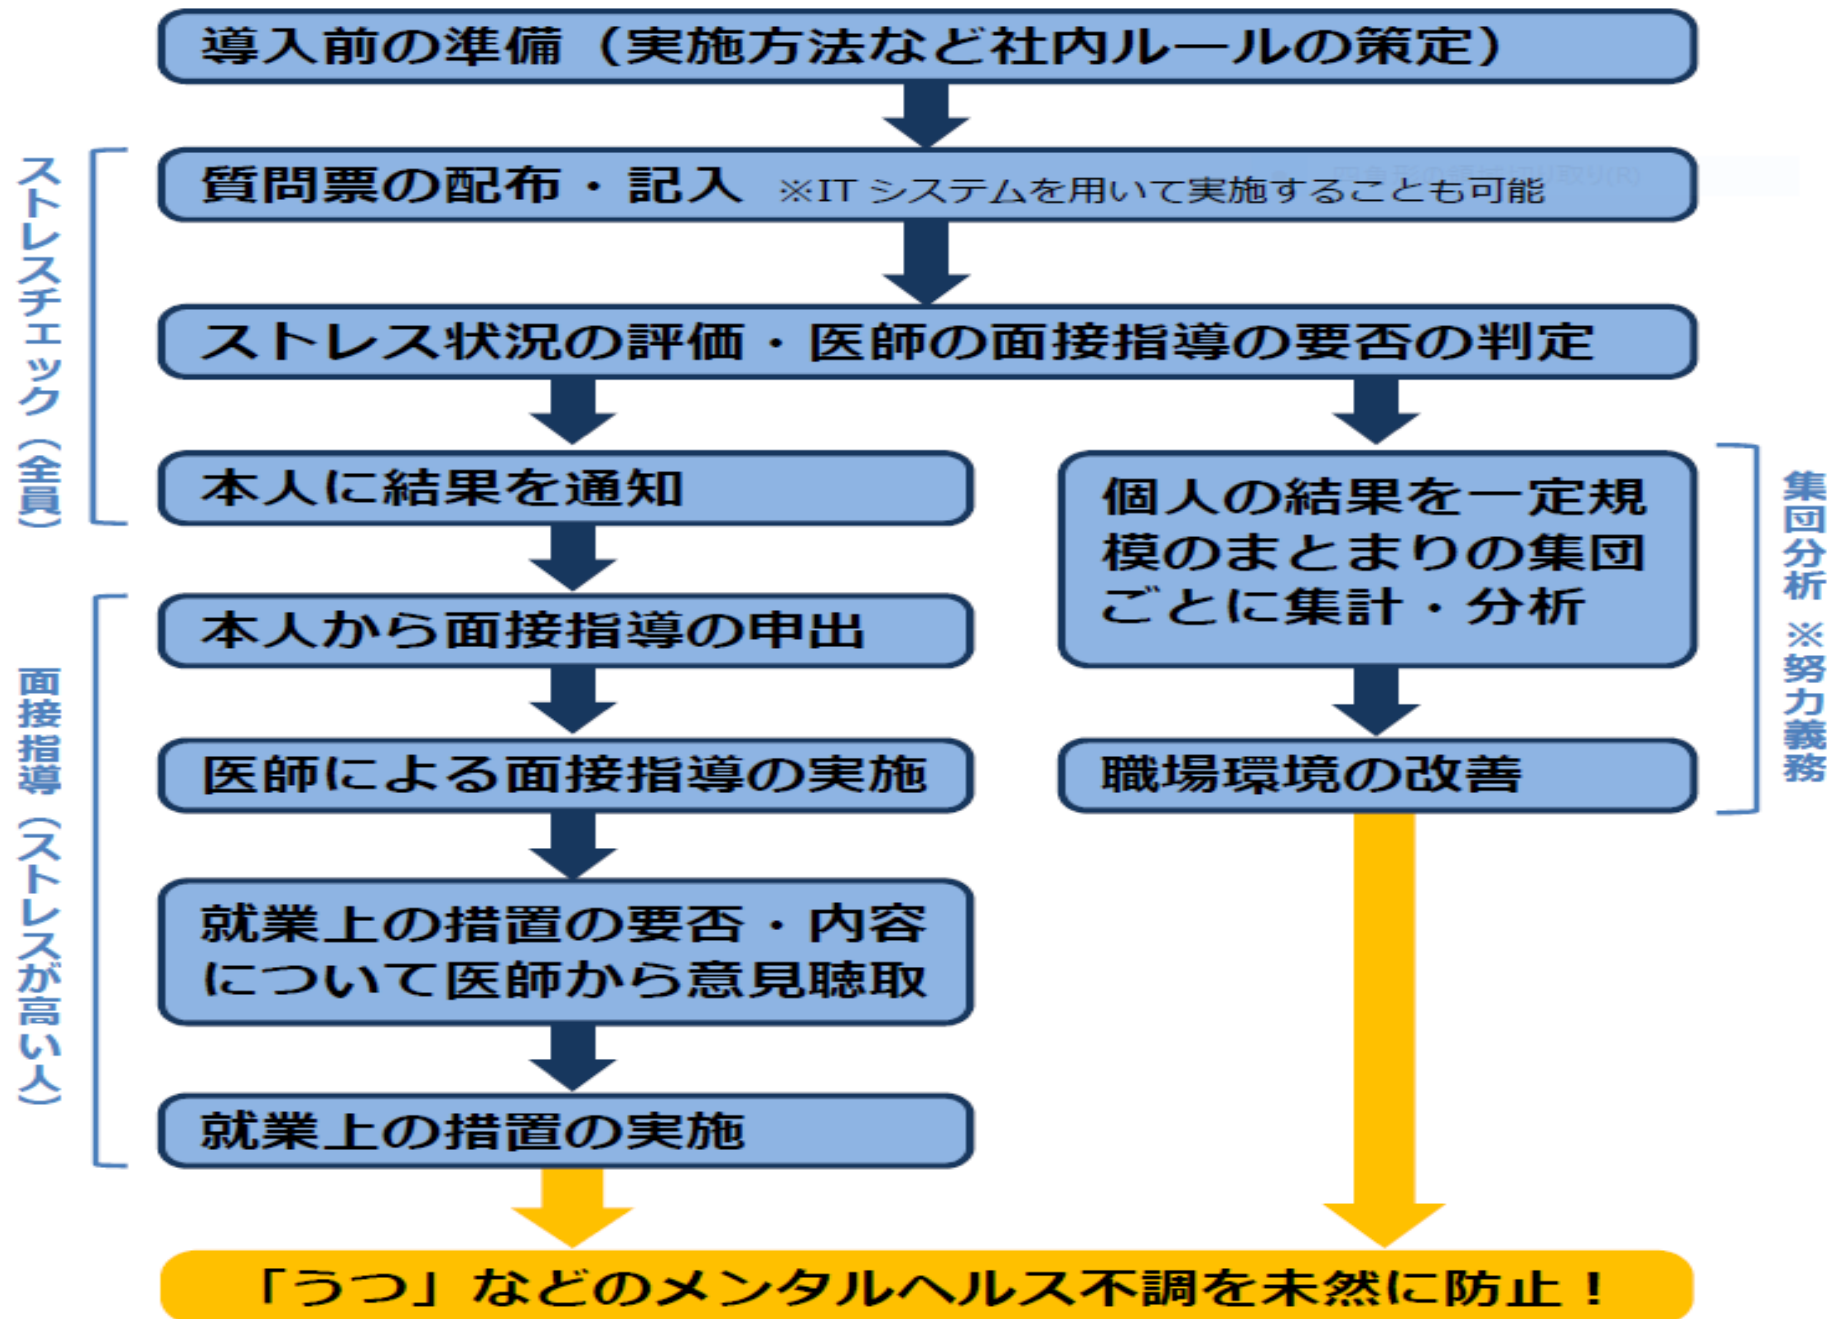 導入前の準備（実施方法など社内ルールの策定）
ストレスチェック（全員）
質問票の配布・記入 ※IT システムを用いて実施することも可能
ストレス状況の評価・医師の面接指導の要否の判定
本人に結果を通知
個人の結果を一定規
模のまとまりの集団
ごとに集計・分析
集団分析 ※努力義務
面接指導（ストレスが高い人）
本人から面接指導の申出
医師による面接指導の実施
職場環境の改善
就業上の措置の要否・内容
について医師から意見聴取
就業上の措置の実施
「うつ」などのメンタルヘルス不調を未然に防止！